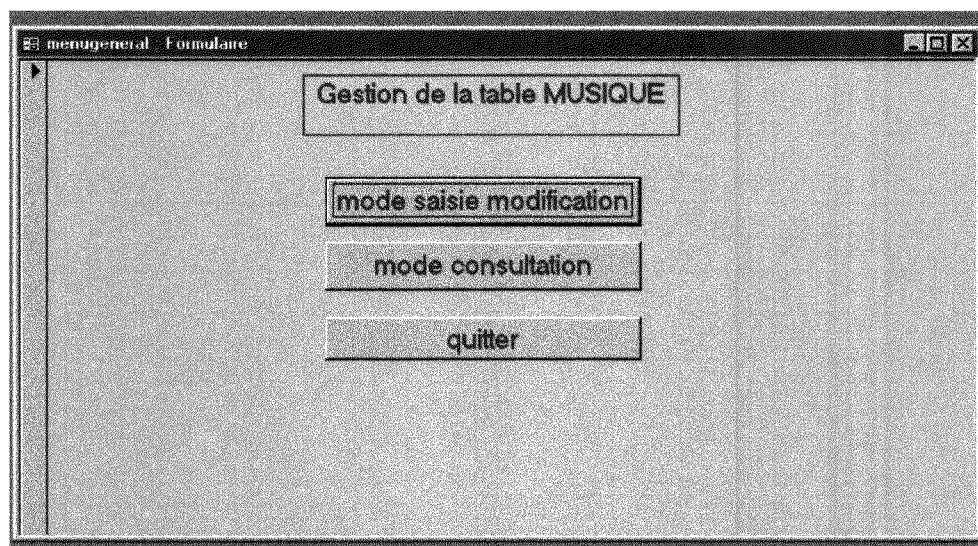 menugeneral : Formulaire
Gestion de la table MUSIQUE
mode saisie modification
mode consultation
quitter